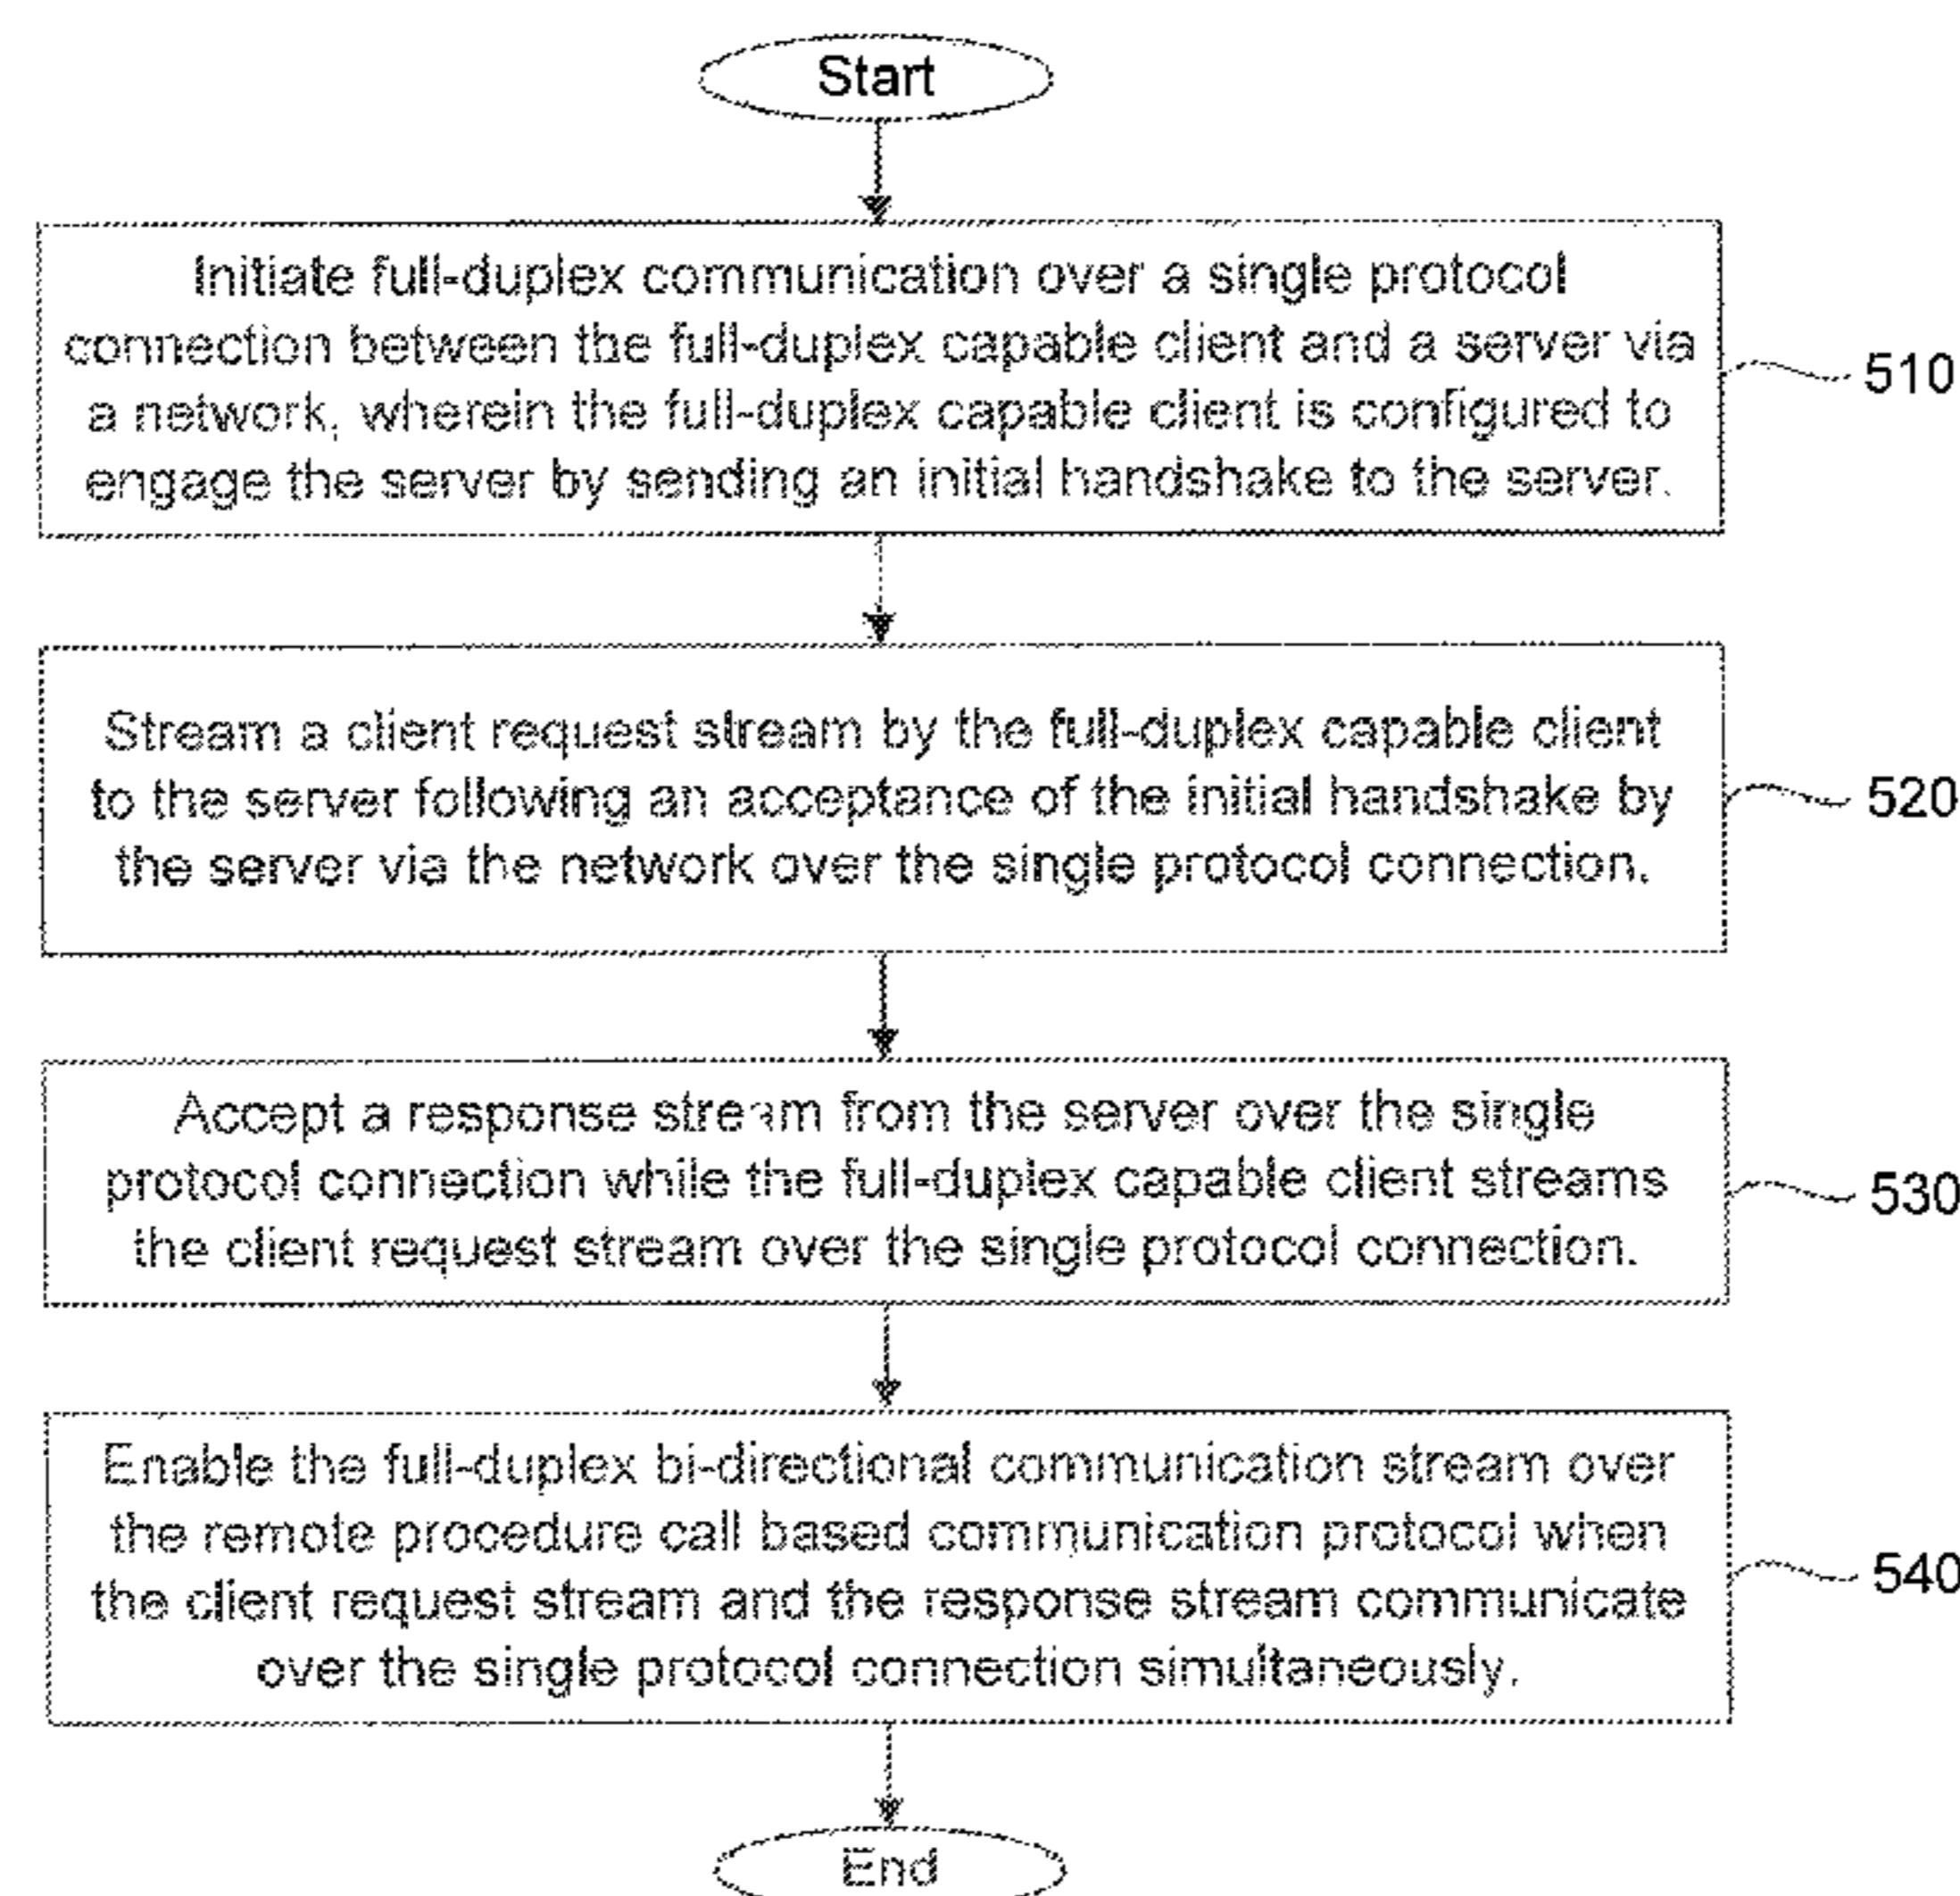 Start
Initiate full-duplex communication over a single protocol
connection between the full-duplex capable client and a server via
a network, wherein the full-duplex capable client is configured to
engage the server by sending an initial handshake to the server.
510
Stream a client request stream by the full-duplex capable client
to the server following an acceptance of the initial handshake by
the server via the network over the single protocol connection.
520
Accept a response stream from the server over the single
protocol connection while the full-duplex capable client streams
the client request stream over the single protocol connection.
530
Enable the full-duplex bi-directional communication stream over
the remote procedure call based communication protocol when
the client request stream and the response stream communicate
over the single protocol connection simultaneously.
540
End